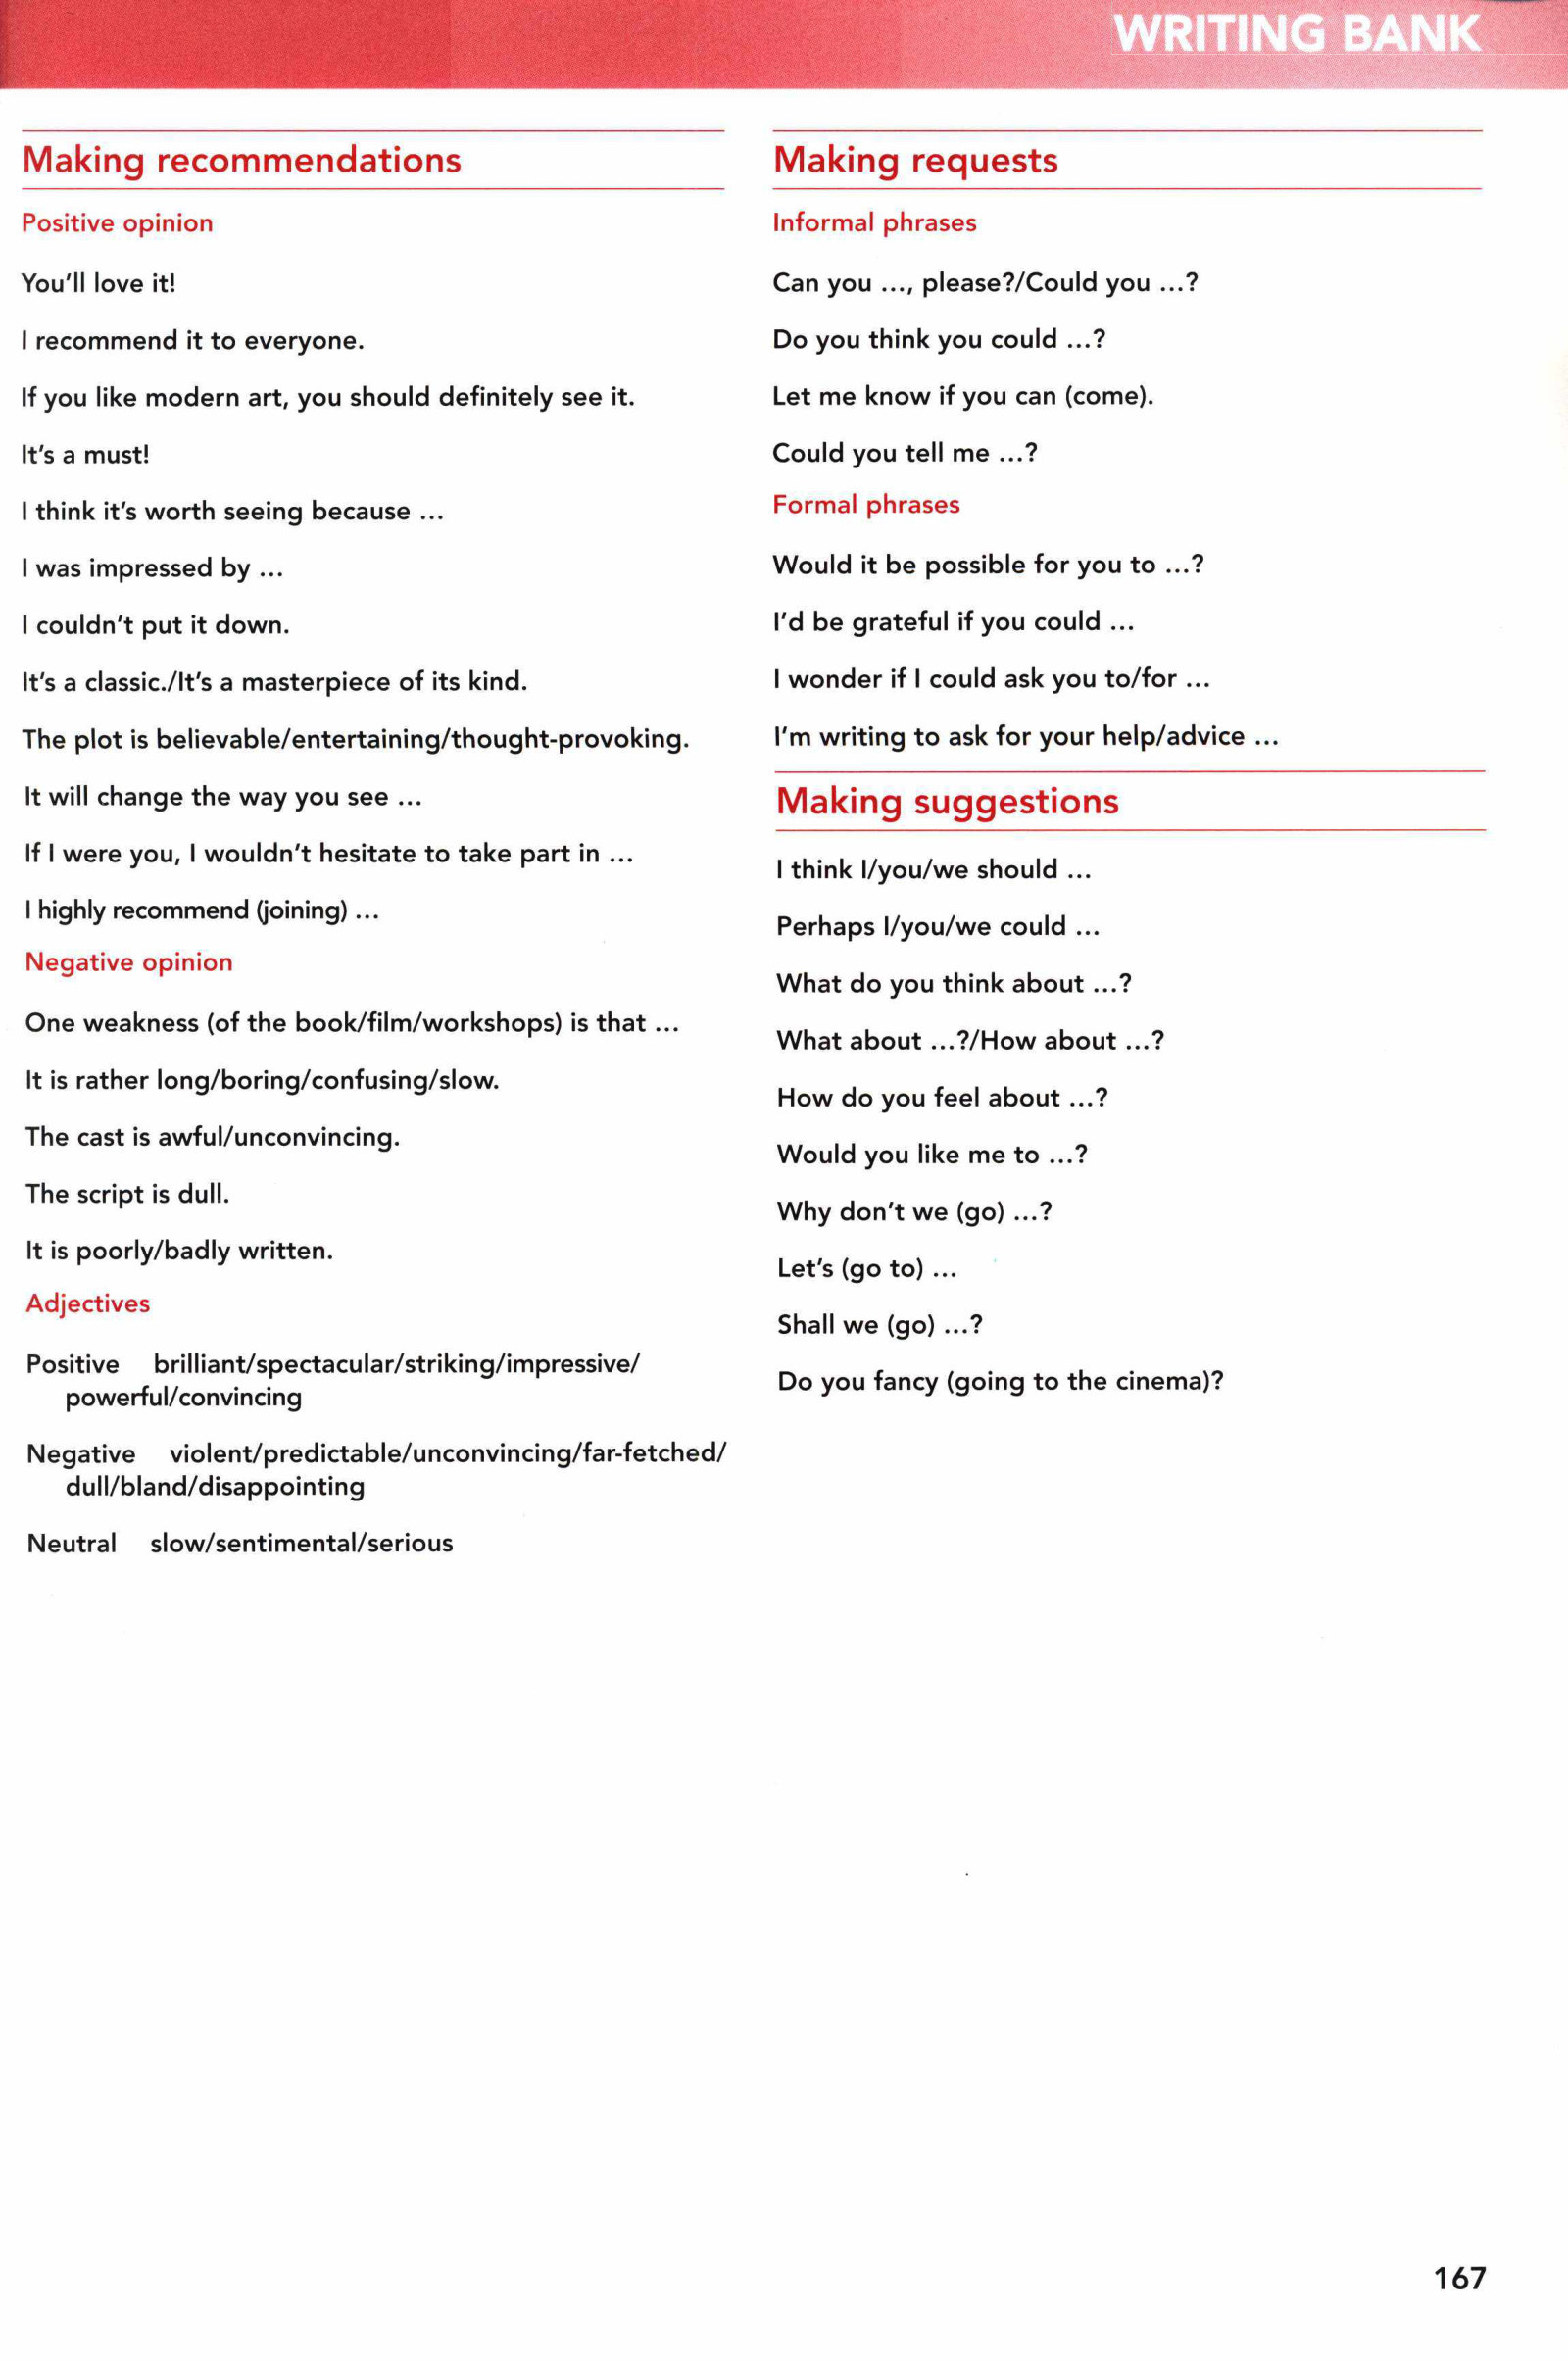 WRITING BANK
Making recommendations
Positive opinion
You'll love it!
I recommend it to everyone.
If you like modern art, you should definitely see it.
It's a must!
I think it's worth seeing because ...
I was impressed by ...
I couldn't put it down.
It's a classic./It's a masterpiece of its kind.
The plot is believable/entertaining/thought-provoking.
It will change the way you see ...
If I were you, I wouldn't hesitate to take part in ...
I highly recommend (joining) ...
Negative opinion
One weakness (of the book/film/workshops) is that ...
It is rather long/boring/confusing/slow.
The cast is awful/unconvincing.
The script is dull.
It is poorly/badly written.
Adjectives
Positive brilliant/spectacular/striking/impressive/
powerful/convincing
Negative violent/predictable/unconvincing/far-fetched/
dull/bland/disappointing
Neutral slow/sentimental/serious
Making requests
Informal phrases
Can you ..., please?/Could you ...?
Do you think you could ...?
Let me know if you can (come).
Could you tell me ...?
Formal phrases
Would it be possible for you to ...?
I'd be grateful if you could ...
I wonder if I could ask you to/for ...
I'm writing to ask for your help/advice ...
Making suggestions
I think I/you/we should ...
Perhaps I/you/we could ...
What do you think about ...?
What about ...?/How about ...?
How do you feel about ...?
Would you like me to ...?
Why don't we (go) ...?
Let's (go to) ...
Shall we (go) ...?
Do you fancy (going to the cinema)?
167